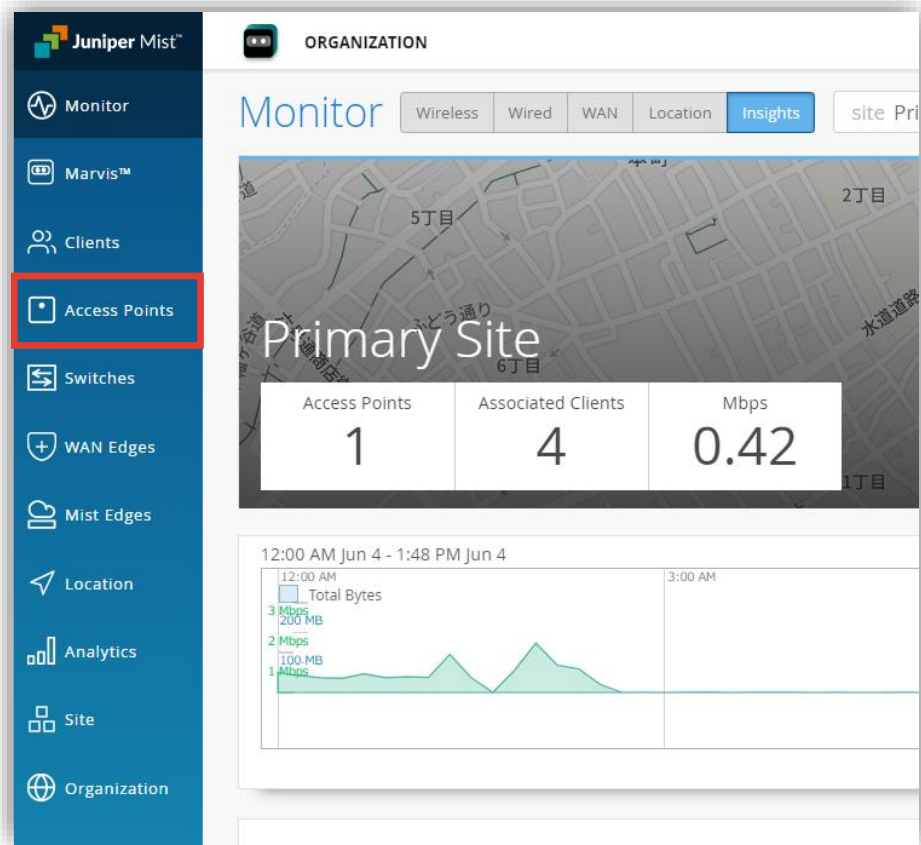 Juniper Mist™
ORGANIZATION
Monitor
Marvis™
Clients
Access Points
Switches
WAN Edges
Mist Edges
Location
Analytics
Site
Organization
Monitor Wireless Wired WAN Location Insights site Pri
本町
2丁目
5丁目
ふどう通り
水道道路
6丁目
Primary Site
Access Points Associated Clients Mbps
1 4 0.42
1丁目
12:00 AM Jun 4 - 1:48 PM Jun 4
12:00 AM 3:00 AM
Total Bytes
3 Mbps
200 MB
2 Mbps
100 MB
1 Mbps